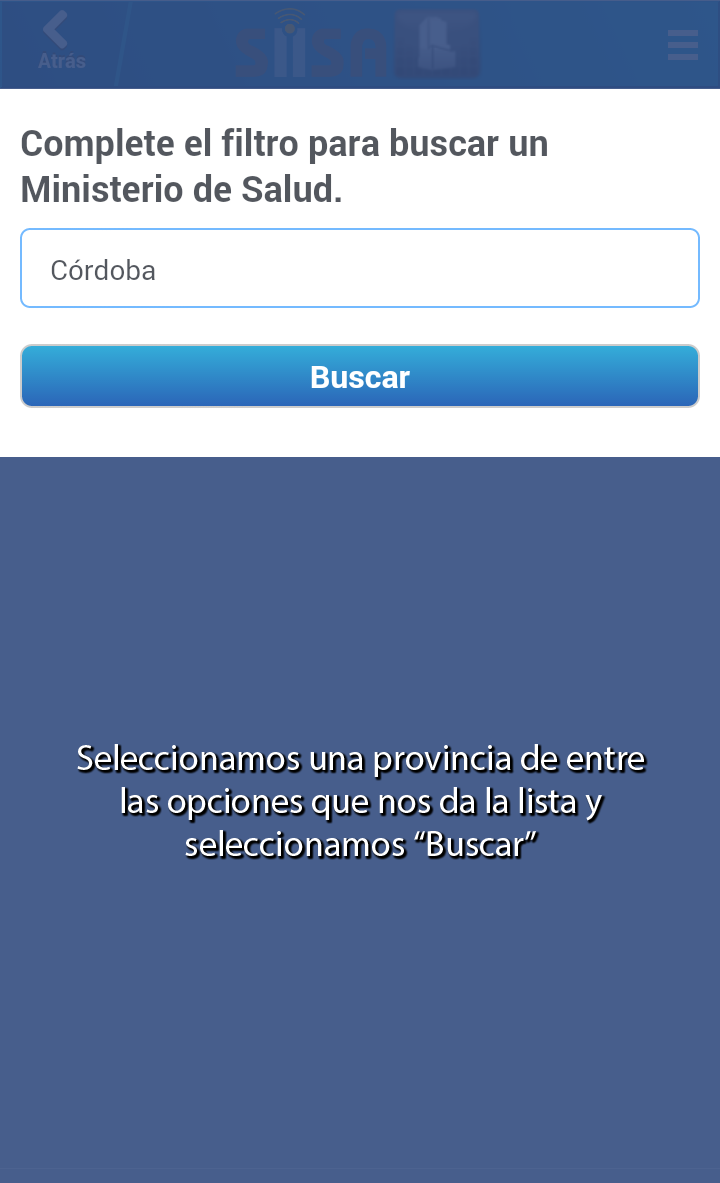 Atrás
SIISA
Complete el filtro para buscar un
Ministerio de Salud.
Córdoba
Buscar
Seleccionamos una provincia de entre
las opciones que nos da la lista y
seleccionamos “Buscar”